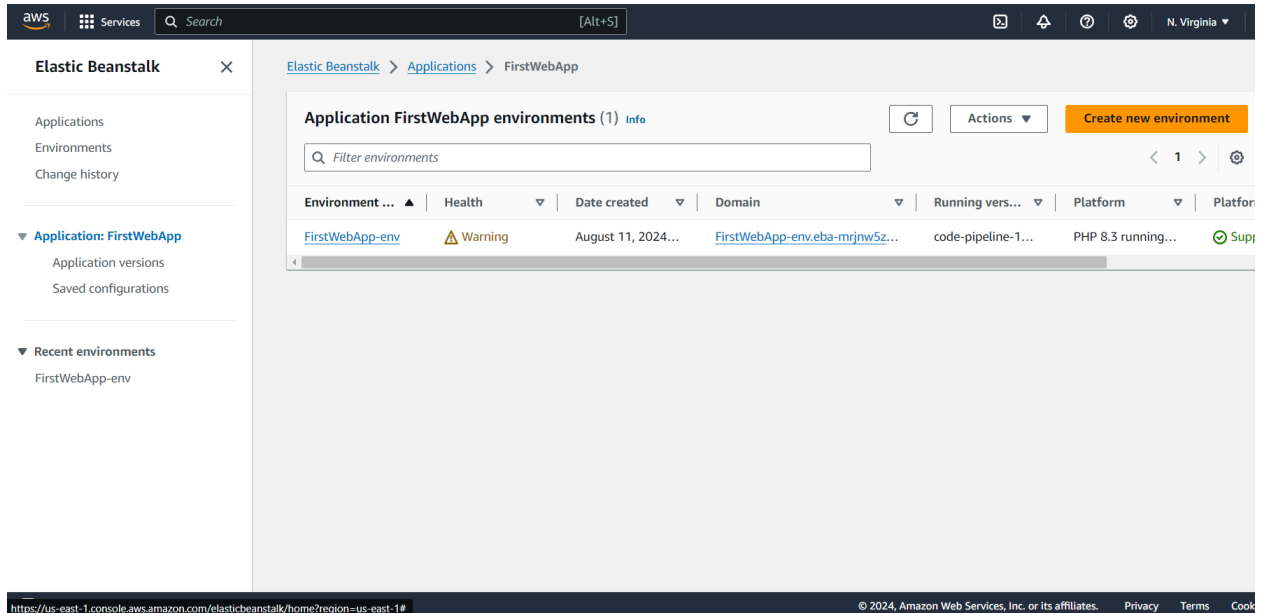 aws Services Search [Alt+S] N. Virginia
Elastic Beanstalk
Applications
Environments
Change history
Application: FirstWebApp
Application versions
Saved configurations
Recent environments
FirstWebApp-env
Elastic Beanstalk > Applications > FirstWebApp
Application FirstWebApp environments (1) Info
Actions
Create new environment
Filter environments
< 1 >
Environment ... Health Date created Domain Running vers... Platform Platfor
FirstWebApp-env Warning August 11, 2024... FirstWebApp-env.eba-mrjnw5z... code-pipeline-1... PHP 8.3 running... Supp
https://us-east-1.console.aws.amazon.com/elasticbeanstalk/home?region=us-east-1# © 2024, Amazon Web Services, Inc. or its affiliates. Privacy Terms Cook